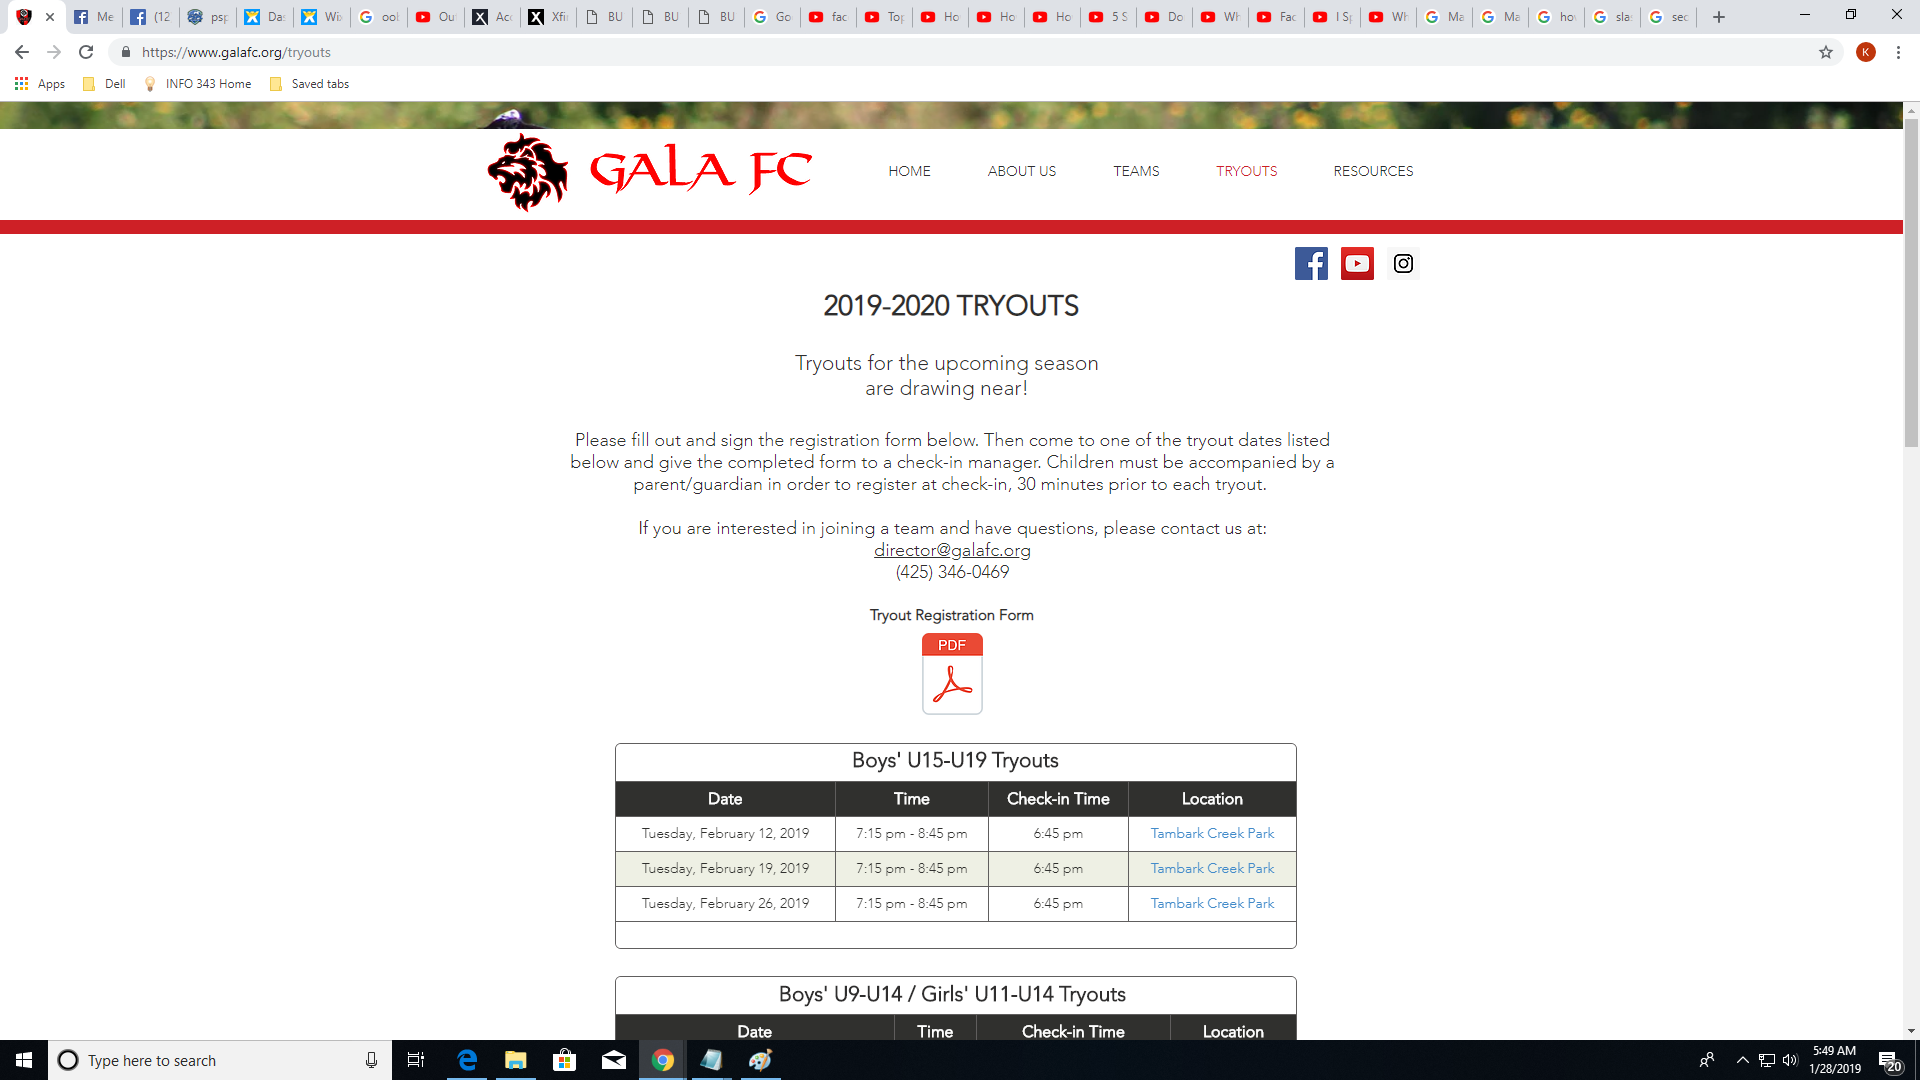 Me
(12
psp
Das
Wix
oob
Out
Acc
Xfin
BU
BU
BU
Go
fac
Top
Ho
Ho
Ho
5 S
Do
Wh
Fac
I Sp
Wh
Ma
Ma
how
slas
sec
https://www.galafc.org/tryouts
K
Apps
Dell
INFO 343 Home
Saved tabs
GALA FC
HOME
ABOUT US
TEAMS
TRYOUTS
RESOURCES
2019-2020 TRYOUTS
Tryouts for the upcoming season
are drawing near!
Please fill out and sign the registration form below. Then come to one of the tryout dates listed
below and give the completed form to a check-in manager. Children must be accompanied by a
parent/guardian in order to register at check-in, 30 minutes prior to each tryout.
If you are interested in joining a team and have questions, please contact us at:
director@galafc.org
(425) 346-0469
Tryout Registration Form
PDF
Boys' U15-U19 Tryouts
Date Time Check-in Time Location
Tuesday, February 12, 2019 7:15 pm - 8:45 pm 6:45 pm Tambark Creek Park
Tuesday, February 19, 2019 7:15 pm - 8:45 pm 6:45 pm Tambark Creek Park
Tuesday, February 26, 2019 7:15 pm - 8:45 pm 6:45 pm Tambark Creek Park
Boys' U9-U14 / Girls' U11-U14 Tryouts
Date Time Check-in Time Location
Type here to search
5:49 AM
1/28/2019
20